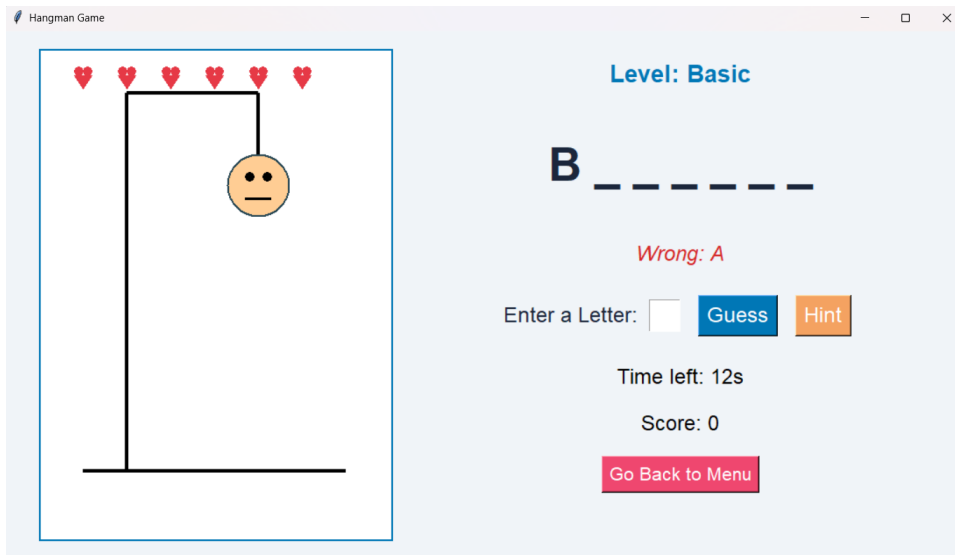 Hangman Game
Level: Basic
B _ _ _ _ _ _
Wrong: A
Enter a Letter: Guess Hint
Time left: 12s
Score: 0
Go Back to Menu